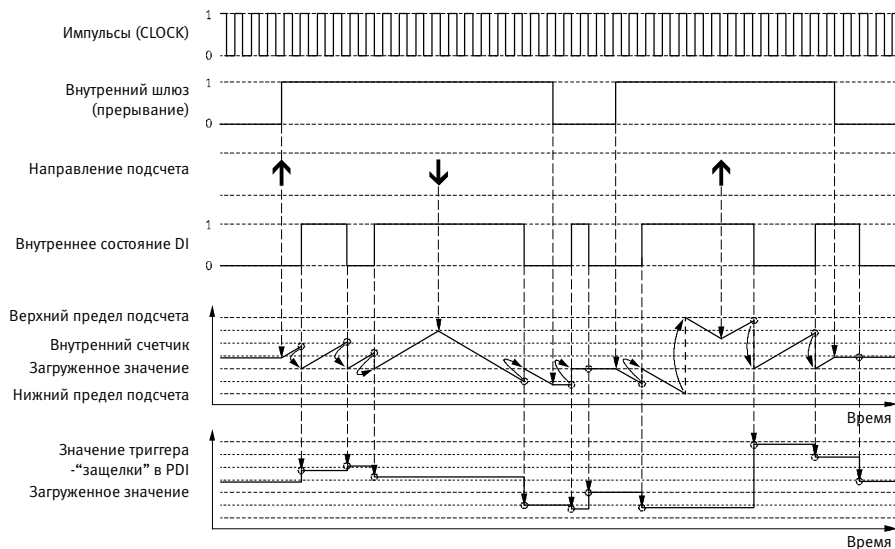 1
Импульсы (CLOCK)
0
1
Внутренний шлюз
(прерывание)
0
Направление подсчета
1
Внутреннее состояние DI
0
Верхний предел подсчета
Внутренний счетчик
Загруженное значение
Нижний предел подсчета
Время
Значение триггера
-“защелки” в PDI
Загруженное значение
Время